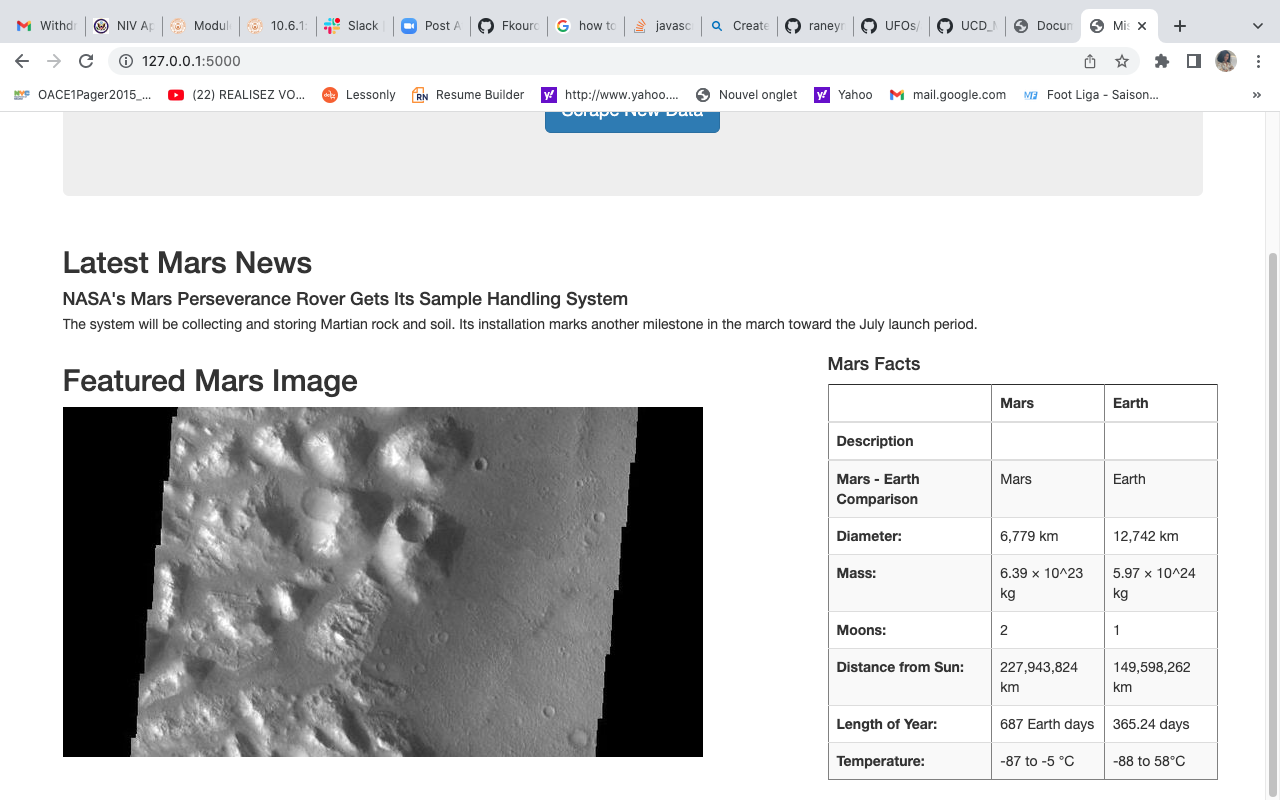 Withdr
NIV Ap
Module
10.6.1:
Slack
Post A
Fkourc
how to
javasc
Create
raneyr
UFOs/
UCD_
Docum
Mis
127.0.0.1:5000
OACE1Pager2015_...
(22) REALISEZ VO...
Lessonly
Resume Builder
http://www.yahoo....
Nouvel onglet
Yahoo
mail.google.com
Foot Liga - Saison...
»
Scrape New Data
Latest Mars News
NASA's Mars Perseverance Rover Gets Its Sample Handling System
The system will be collecting and storing Martian rock and soil. Its installation marks another milestone in the march toward the July launch period.
Featured Mars Image
Mars Facts
Mars Earth
Description
Mars - Earth Comparison Mars Earth
Diameter: 6,779 km 12,742 km
Mass: 6.39 × 10^23 kg 5.97 × 10^24 kg
Moons: 2 1
Distance from Sun: 227,943,824 km 149,598,262 km
Length of Year: 687 Earth days 365.24 days
Temperature: -87 to -5 °C -88 to 58°C